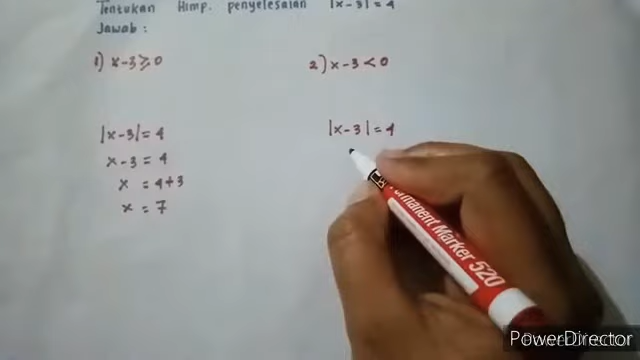 Tentukan Himp. penyelesaian |x-3| = 4
Jawab :
1) x-3 ≥ 0
|x-3| = 4
x-3 = 4
x = 4+3
x = 7
2) x-3 < 0
|x-3| = 4
Permanent Marker 520
PowerDirector